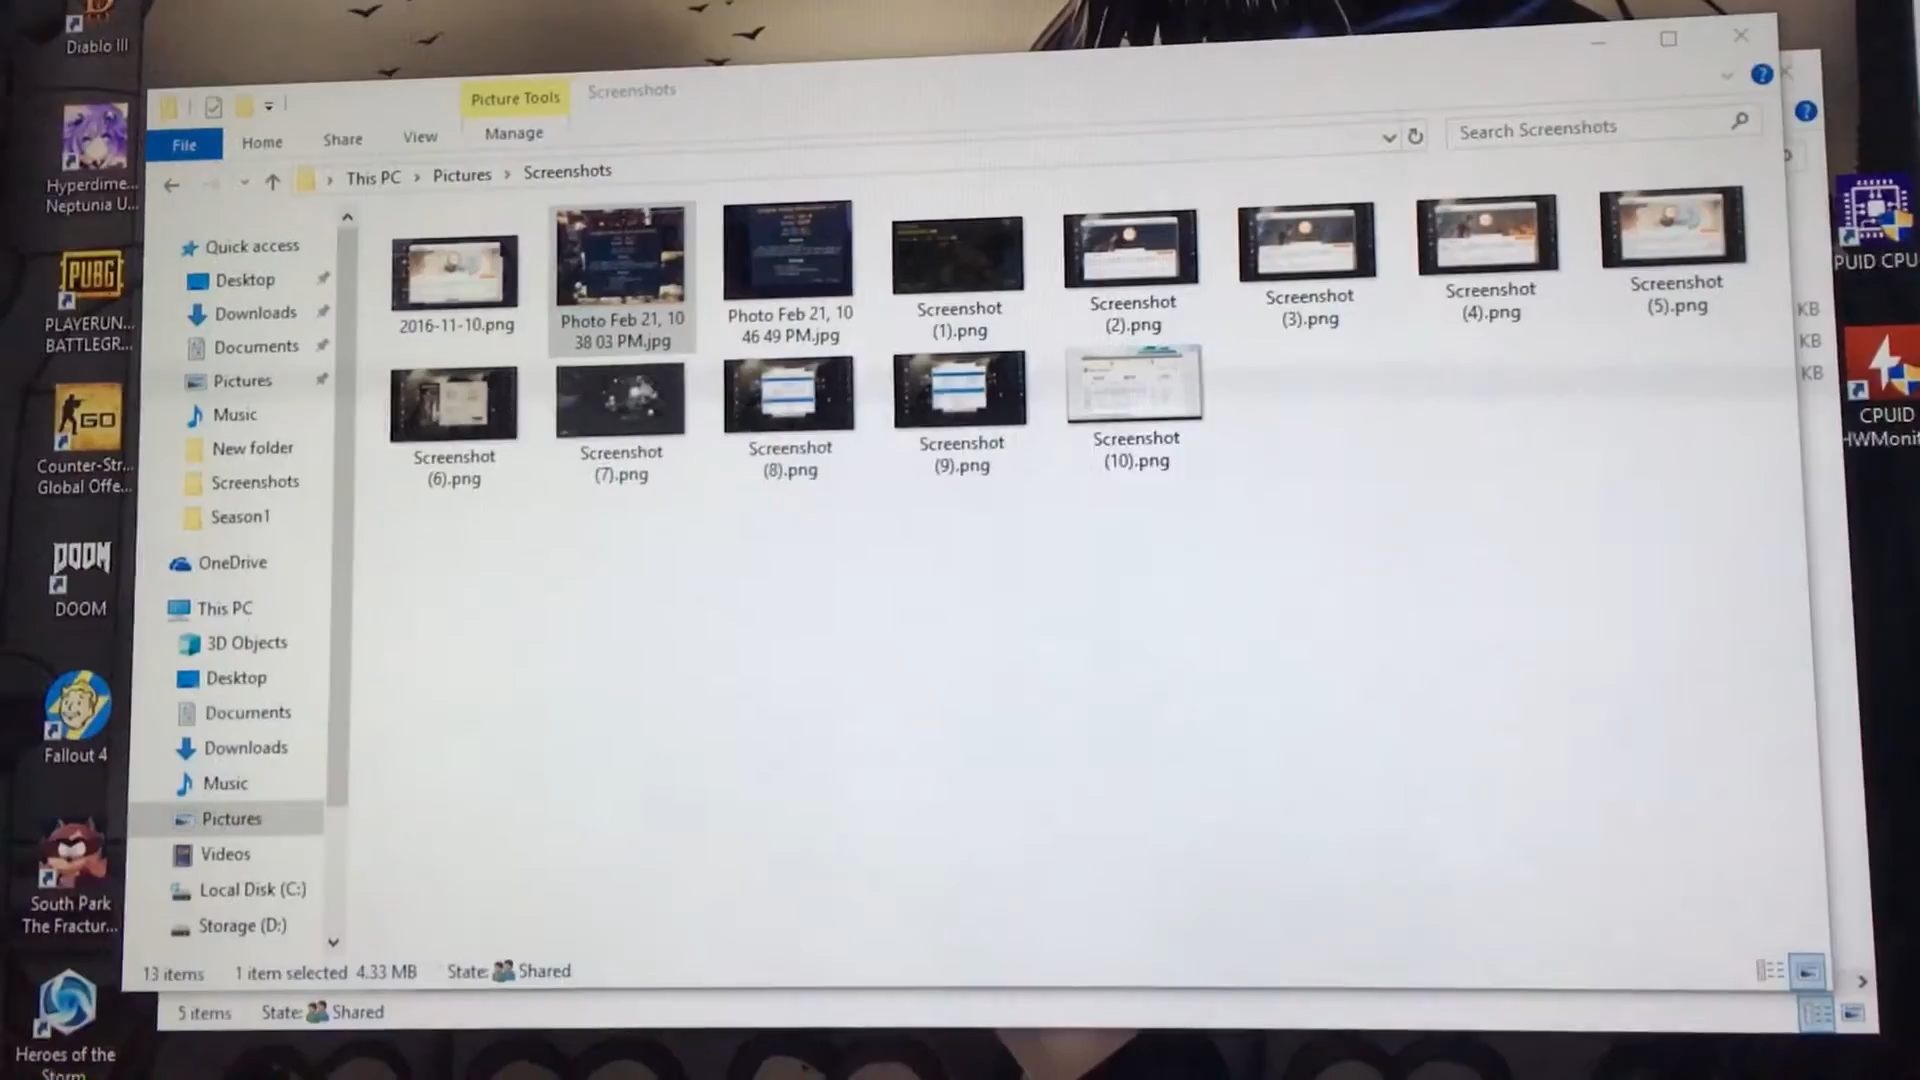 Diablo III
Hyperdime...
Neptunia U...
PUBG
PLAYERUN...
BATTLEGR...
GO
Counter-Str...
Global Offe...
DOOM
DOOM
Fallout 4
South Park
The Fractur...
Heroes of the
Storm
Picture Tools
Screenshots
File
Home
Share
View
Manage
This PC
Pictures
Screenshots
Search Screenshots
Quick access
Desktop
Downloads
Documents
Pictures
Music
New folder
Screenshots
Season1
OneDrive
This PC
3D Objects
Desktop
Documents
Downloads
Music
Pictures
Videos
Local Disk (C:)
Storage (D:)
2016-11-10.png
Photo Feb 21, 10
38 03 PM.jpg
Photo Feb 21, 10
46 49 PM.jpg
Screenshot
(1).png
Screenshot
(2).png
Screenshot
(3).png
Screenshot
(4).png
Screenshot
(5).png
Screenshot
(6).png
Screenshot
(7).png
Screenshot
(8).png
Screenshot
(9).png
Screenshot
(10).png
13 items
1 item selected 4.33 MB
State: Shared
5 items
State: Shared
KB
KB
KB
PUID CPU
CPUID
HWMonit